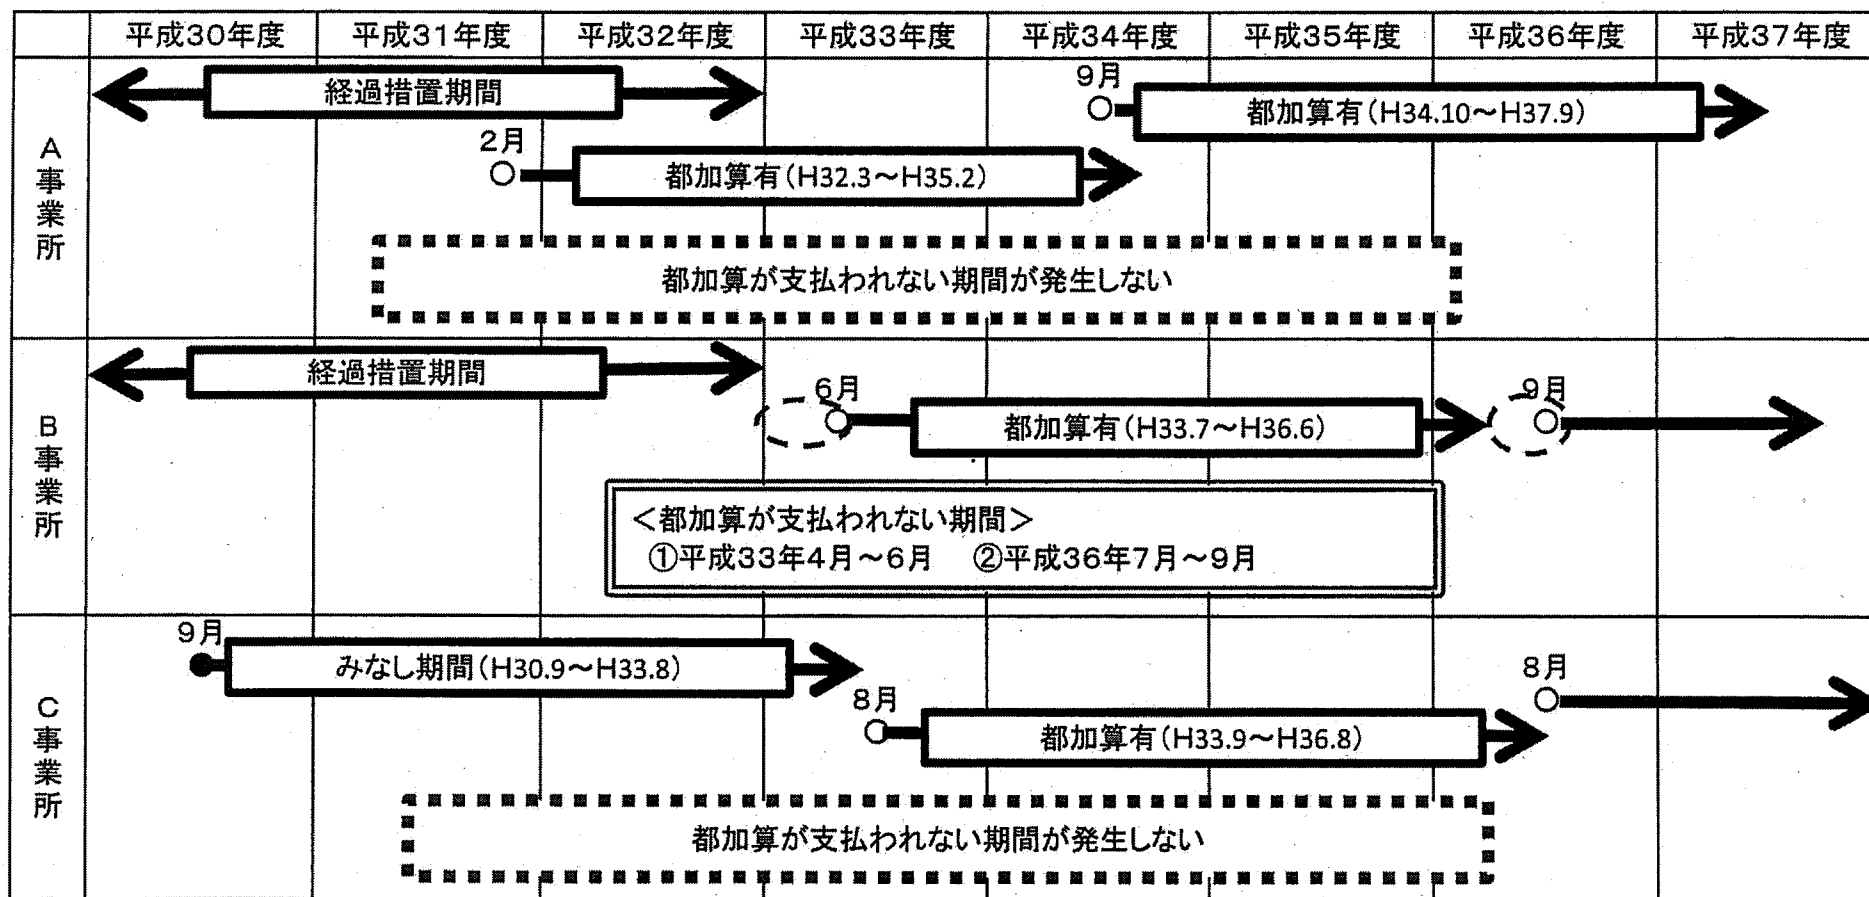 平成30年度 平成31年度 平成32年度 平成33年度 平成34年度 平成35年度 平成36年度 平成37年度
A事業所
経過措置期間
9月
都加算有(H34.10～H37.9)
2月
都加算有(H32.3～H35.2)
都加算が支払われない期間が発生しない
B事業所
経過措置期間
6月
都加算有(H33.7～H36.6)
9月
＜都加算が支払われない期間＞
①平成33年4月～6月 ②平成36年7月～9月
C事業所
9月
みなし期間(H30.9～H33.8)
8月
都加算有(H33.9～H36.8)
8月
都加算が支払われない期間が発生しない